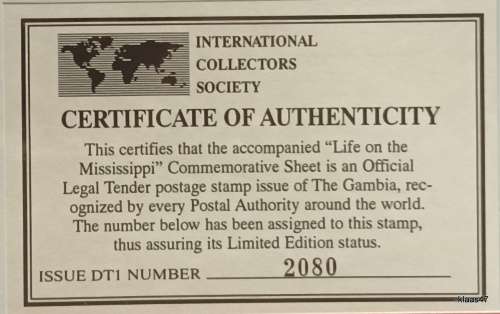 INTERNATIONAL
COLLECTORS
SOCIETY
CERTIFICATE OF AUTHENTICITY
This certifies that the accompanied “Life on the
Mississippi” Commemorative Sheet is an Official
Legal Tender postage stamp issue of The Gambia, rec-
ognized by every Postal Authority around the world.
The number below has been assigned to this stamp,
thus assuring its Limited Edition status.
ISSUE DT1 NUMBER 2080
klaas47